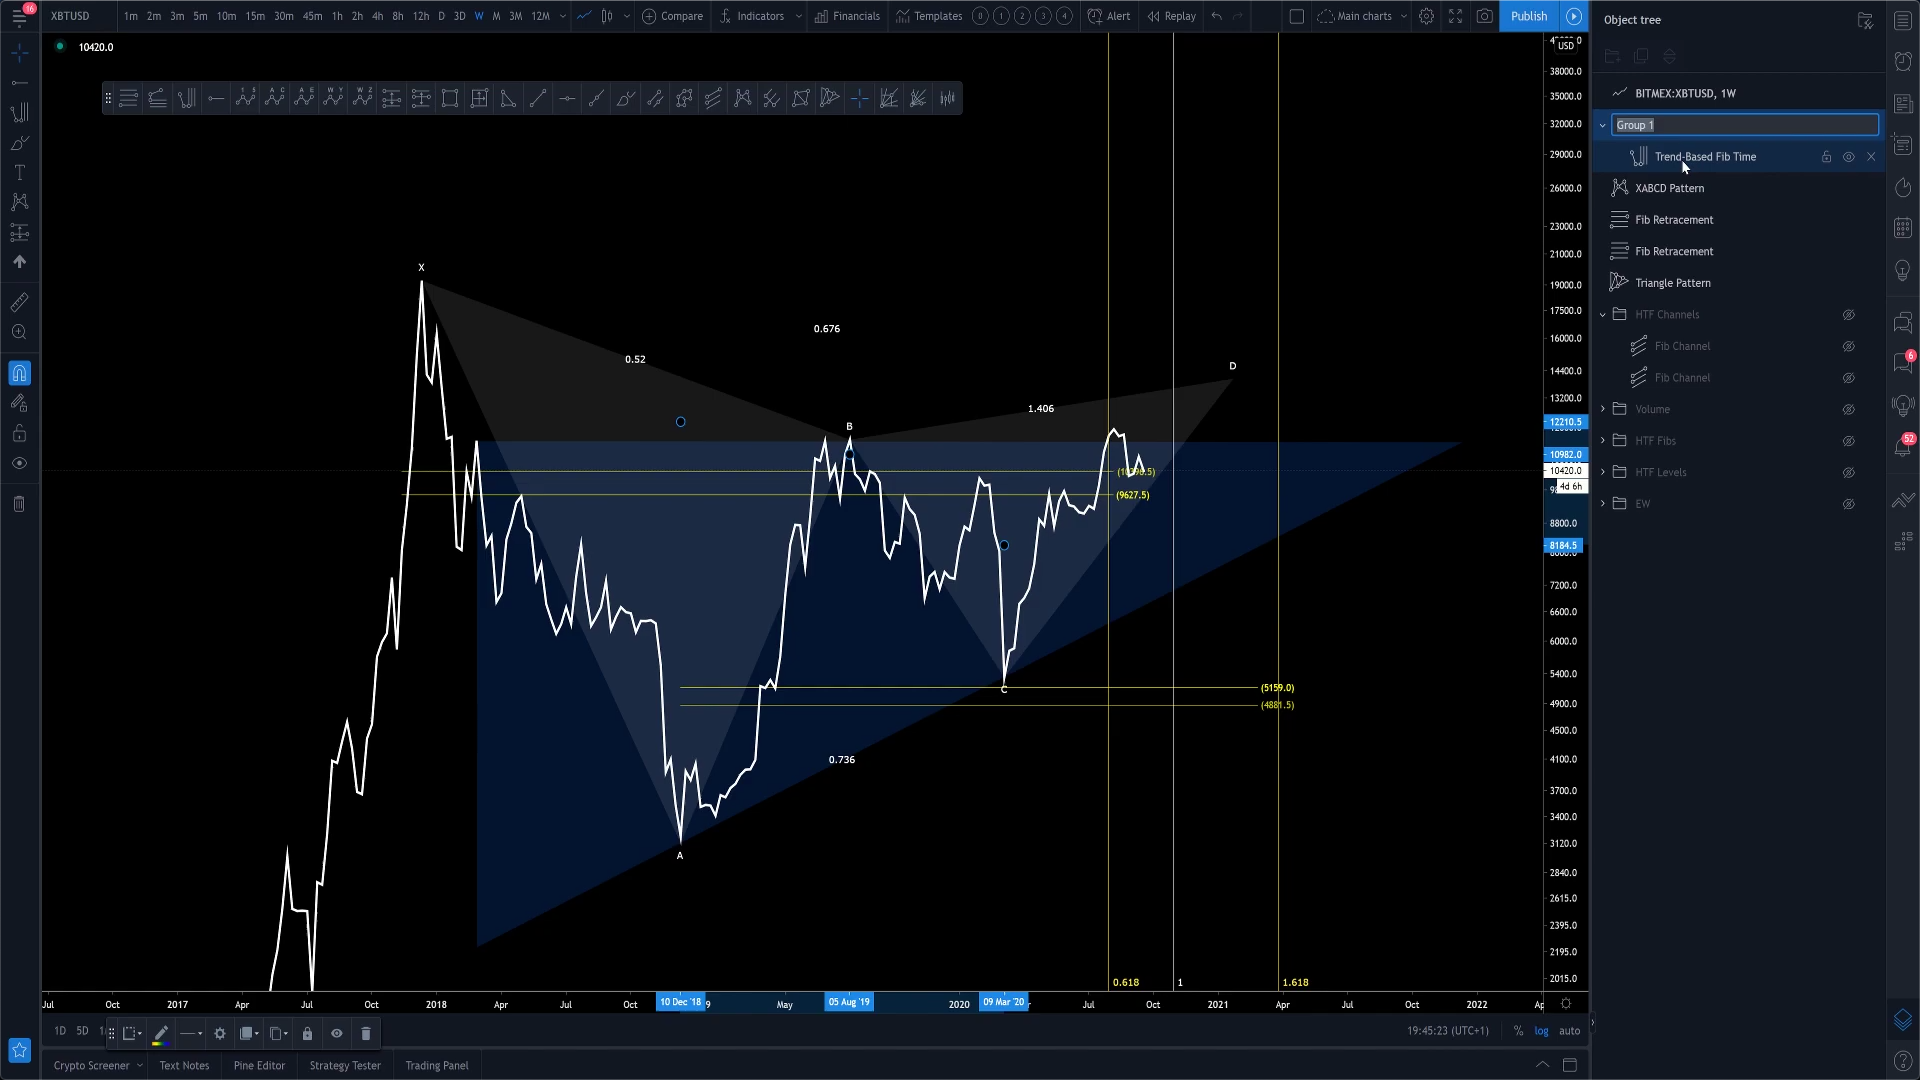 16
XBTUSD 1m 2m 3m 5m 10m 15m 30m 45m 1h 2h 4h 8h 12h D 3D W M 3M 12M Compare Indicators Financials Templates 0 1 2 3 4 Alert Replay Main charts Publish
10420.0
USD
38000.0
35000.0
32000.0
29000.0
26000.0
23000.0
21000.0
19000.0
17500.0
16000.0
14400.0
13200.0
12210.5
10982.0
10420.0
4d 6h
8800.0
8184.5
7200.0
6600.0
6000.0
5400.0
4900.0
4500.0
4100.0
3700.0
3400.0
3120.0
2840.0
2615.0
2395.0
2195.0
2015.0
X
0.676
0.52
D
1.406
B
(9627.5)
(5159.0)
(4881.5)
C
0.736
A
0.618 1 1.618
Jul Oct 2017 Apr Jul Oct 2018 Apr Jul Oct 10 Dec '18 May 05 Aug '19 2020 09 Mar '20 Jul Oct 2021 Apr Jul Oct 2022
1D 5D
19:45:23 (UTC+1) % log auto
Crypto Screener Text Notes Pine Editor Strategy Tester Trading Panel
Object tree
BITMEX:XBTUSD, 1W
Group 1
Trend-Based Fib Time
XABCD Pattern
Fib Retracement
Fib Retracement
Triangle Pattern
HTF Channels
Fib Channel
Fib Channel
Volume
HTF Fibs
HTF Levels
EW
6
52